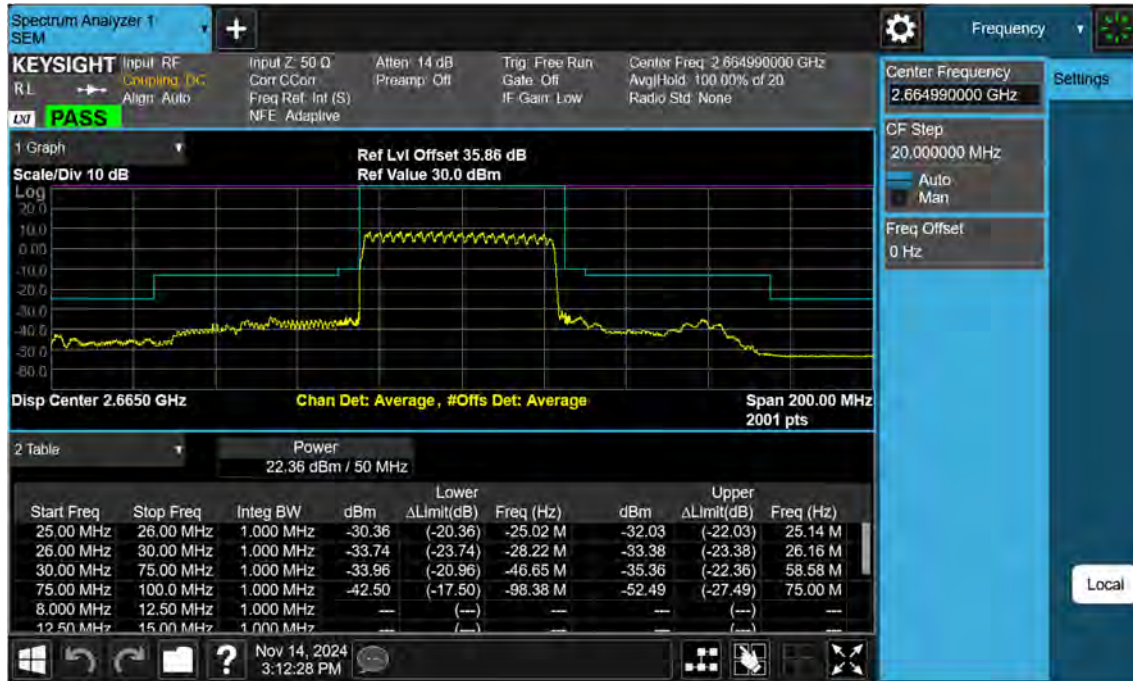 Spectrum Analyzer 1
SEM
+
Frequency
KEYSIGHT
RL
LXI PASS
Input: RF
Coupling: DC
Align: Auto
Input Z: 50 Ω
Corr CCorr
Freq Ref: Int (S)
NFE: Adaptive
Atten: 14 dB
Preamp: Off
Trig: Free Run
Gate: Off
IF Gain: Low
Center Freq: 2.664990000 GHz
Avg|Hold: 100.00% of 20
Radio Std: None
Center Frequency
2.664990000 GHz
Settings
CF Step
20.000000 MHz
Auto
Man
Freq Offset
0 Hz
1 Graph
Scale/Div 10 dB
Ref Lvl Offset 35.86 dB
Ref Value 30.0 dBm
Log
20.0
10.0
0.00
-10.0
-20.0
-30.0
-40.0
-50.0
-60.0
Disp Center 2.6650 GHz
Chan Det: Average, #Offs Det: Average
Span 200.00 MHz
2001 pts
2 Table
Power
22.36 dBm / 50 MHz
Lower Upper
Start Freq Stop Freq Integ BW dBm ΔLimit(dB) Freq (Hz) dBm ΔLimit(dB) Freq (Hz)
25.00 MHz 26.00 MHz 1.000 MHz -30.36 (-20.36) -25.02 M -32.03 (-22.03) 25.14 M
26.00 MHz 30.00 MHz 1.000 MHz -33.74 (-23.74) -28.22 M -33.38 (-23.38) 26.16 M
30.00 MHz 75.00 MHz 1.000 MHz -33.96 (-20.96) -46.65 M -35.36 (-22.36) 58.58 M
75.00 MHz 100.0 MHz 1.000 MHz -42.50 (-17.50) -98.38 M -52.49 (-27.49) 75.00 M
8.000 MHz 12.50 MHz 1.000 MHz --- (---) --- --- (---) ---
12.50 MHz 15.00 MHz 1.000 MHz --- (---) --- --- (---) ---
Local
?
Nov 14, 2024
3:12:28 PM